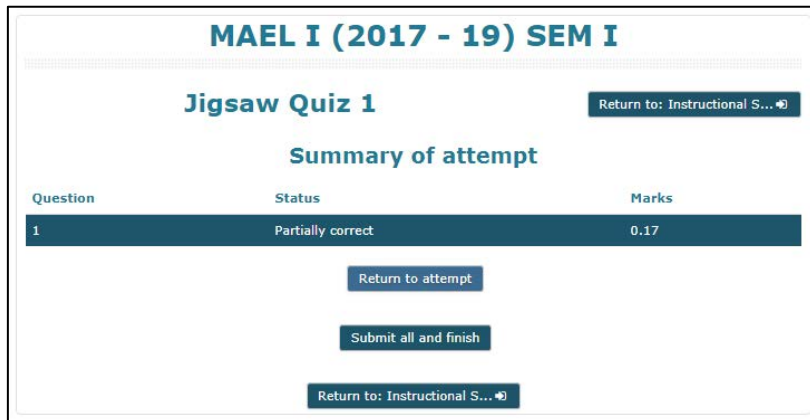 MAEL I (2017 - 19) SEM I
Jigsaw Quiz 1
Return to: Instructional S...
Summary of attempt
Question Status Marks
1 Partially correct 0.17
Return to attempt
Submit all and finish
Return to: Instructional S...